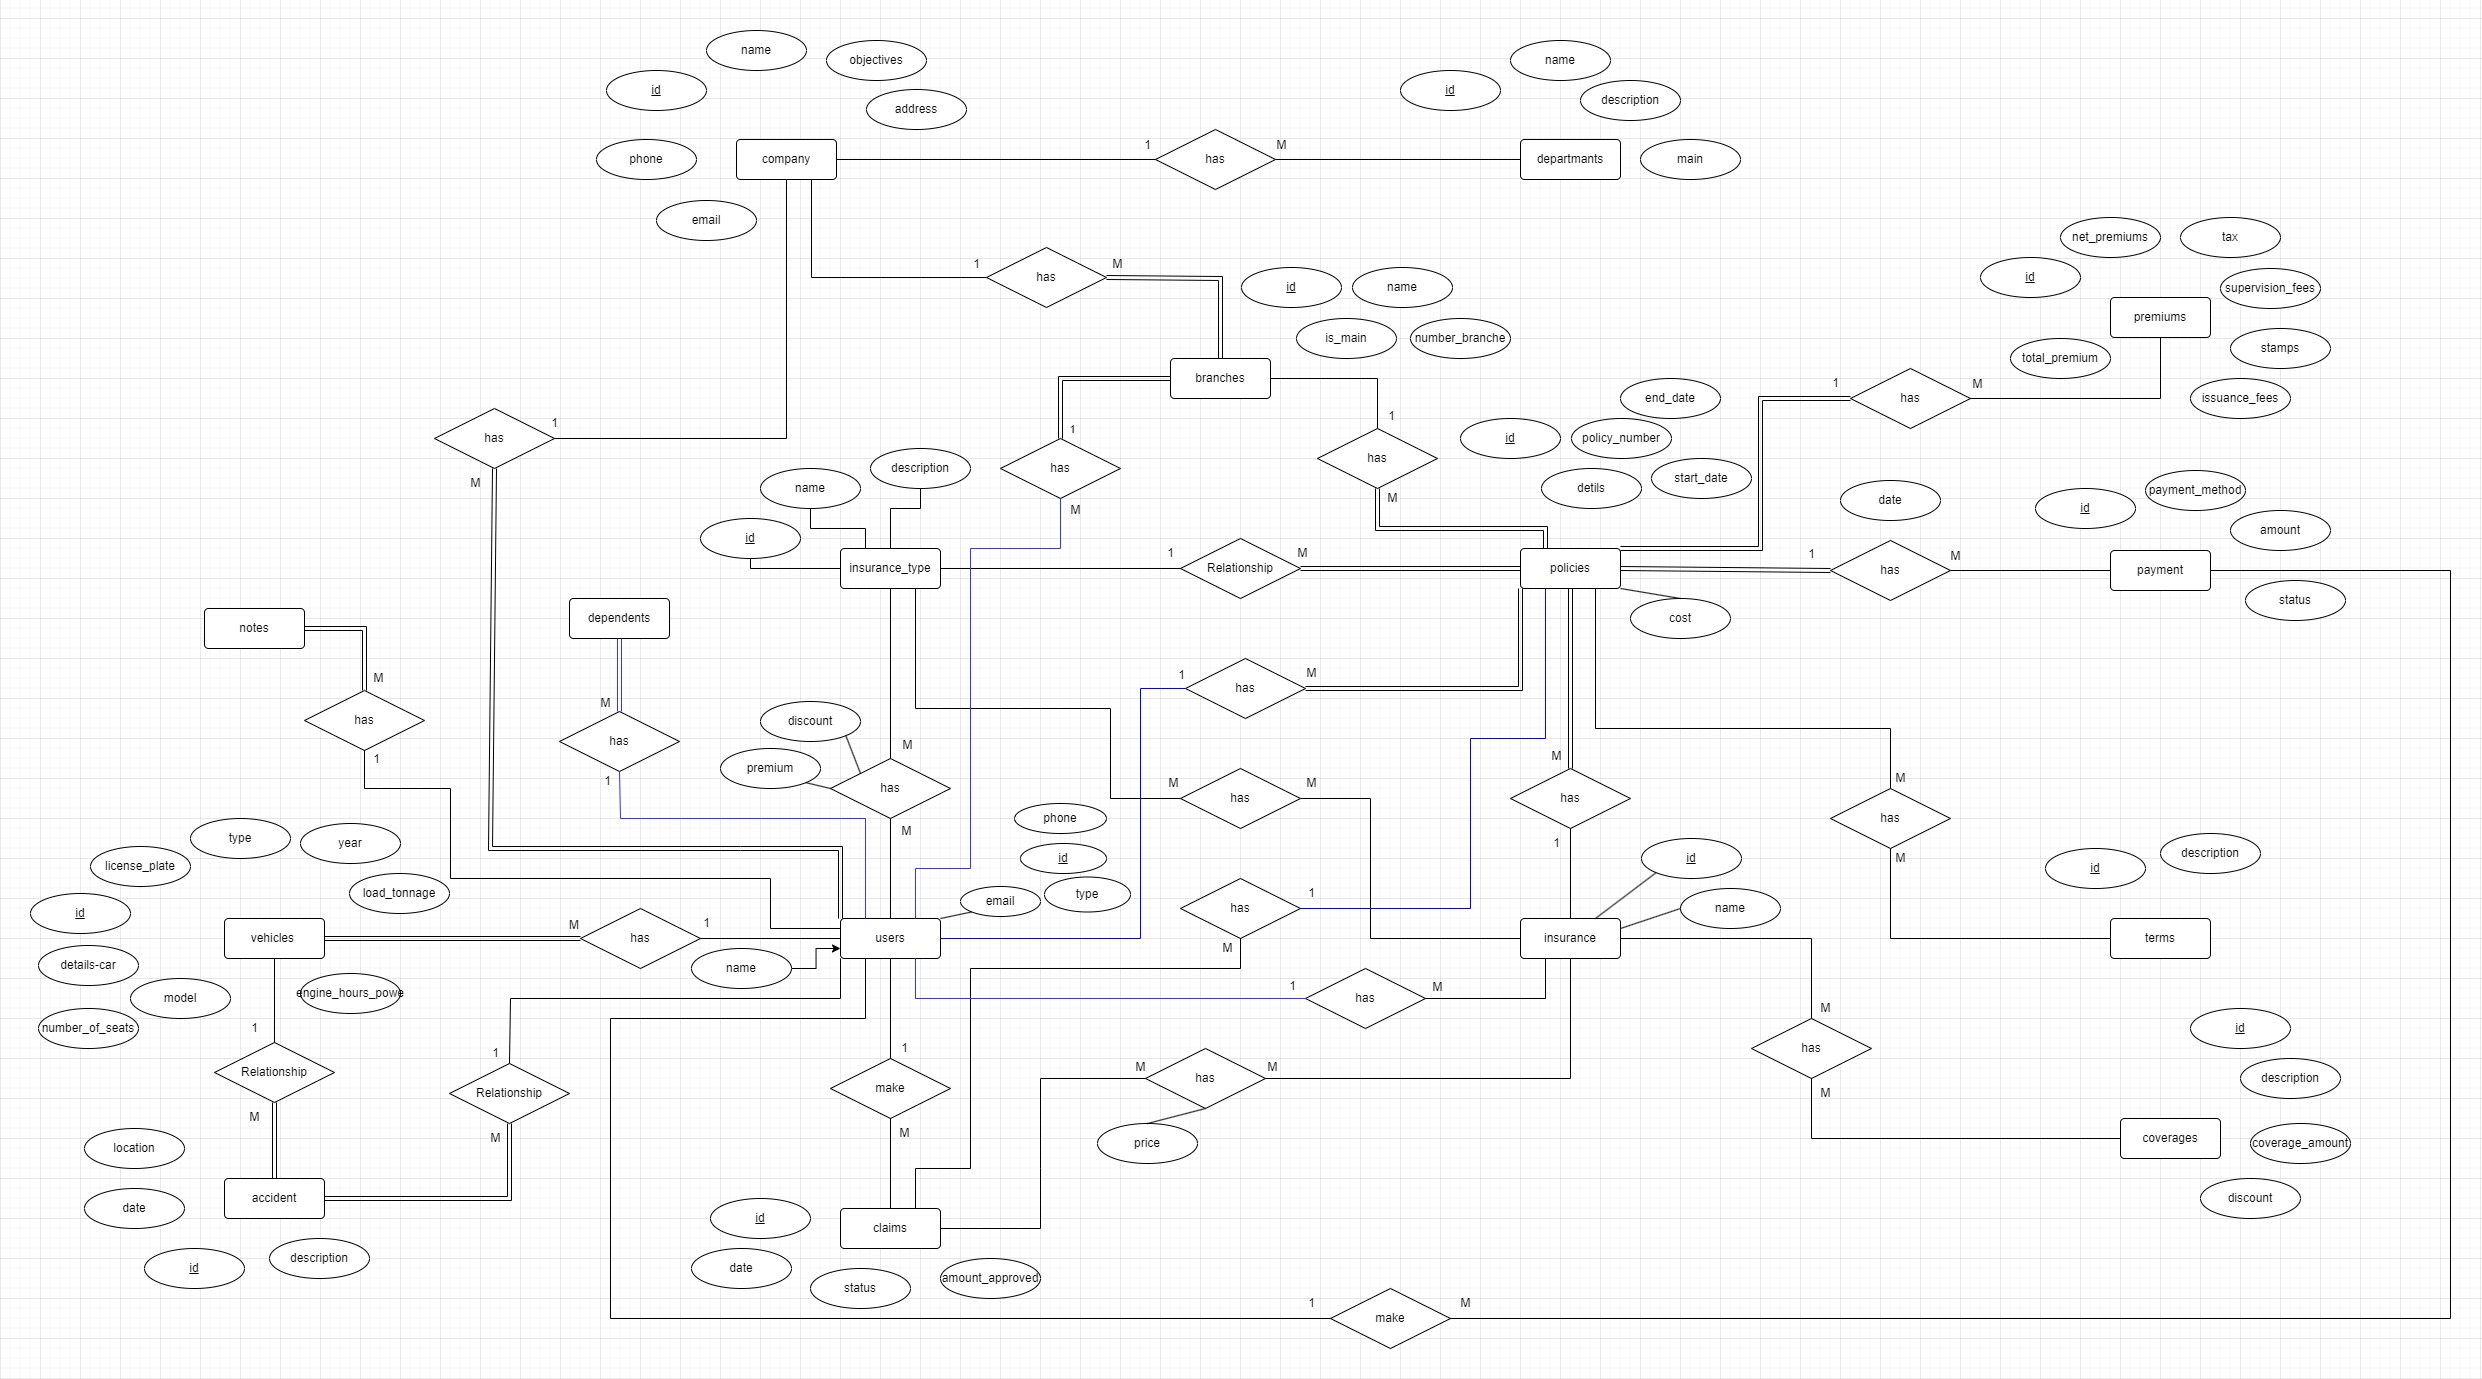 name
objectives
name
id
id
description
address
phone
company
1
has
M
departmants
main
email
net_premiums
tax
1
has
M
id
name
id
supervision_fees
premiums
is_main
number_branche
total_premium
stamps
branches
end_date
1
has
M
issuance_fees
has
1
1
1
id
policy_number
description
has
has
detils
start_date
name
M
M
M
date
id
payment_method
amount
id
insurance_type
1
Relationship
M
policies
1
has
M
payment
status
notes
dependents
cost
M
M
1
has
M
has
has
discount
1
1
M
M
premium
has
M
has
M
has
M
has
M
M
1
type
year
phone
M
license_plate
id
id
description
id
load_tonnage
email
type
has
1
name
id
vehicles
M
has
1
users
has
M
insurance
terms
details-car
name
model
engine_hours_powe
1
has
M
number_of_seats
1
1
1
M
id
Relationship
Relationship
make
M
has
M
has
description
M
M
M
M
location
price
coverages
coverage_amount
accident
date
id
claims
discount
id
description
date
status
amount_approved
1
make
M